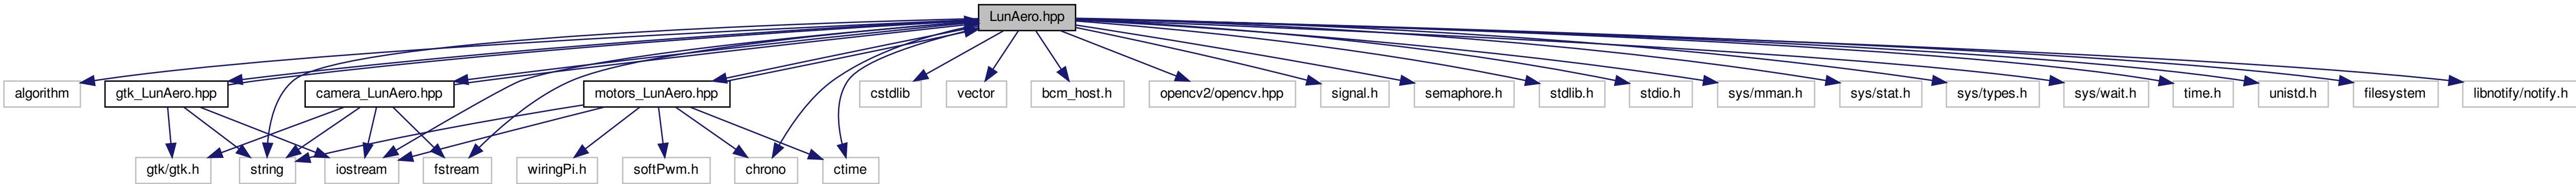 LunAero.hpp
algorithm
gtk_LunAero.hpp
camera_LunAero.hpp
motors_LunAero.hpp
cstdlib
vector
bcm_host.h
opencv2/opencv.hpp
signal.h
semaphore.h
stdlib.h
stdio.h
sys/mman.h
sys/stat.h
sys/types.h
sys/wait.h
time.h
unistd.h
filesystem
libnotify/notify.h
gtk/gtk.h
string
iostream
fstream
wiringPi.h
softPwm.h
chrono
ctime